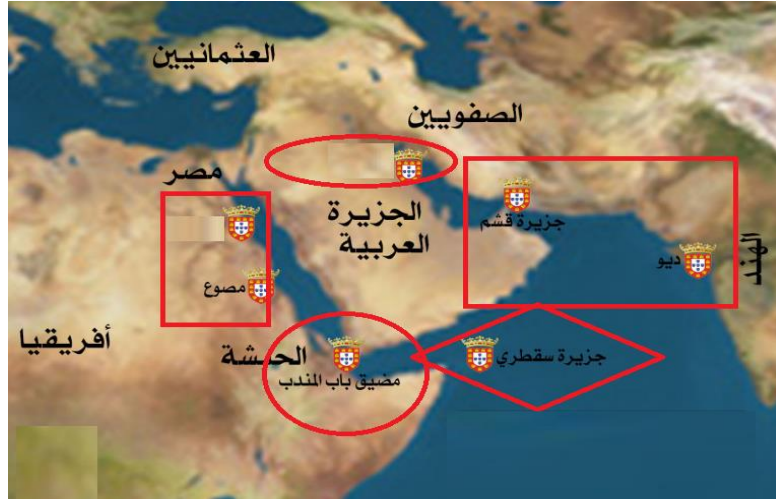 العثمانيين
الصفويين
مصر
الجزيرة
العربية
جزيرة قشم
الهند
ديو
مصوع
أفريقيا
الحبشة
جزيرة سقطري
مضيق باب المندب